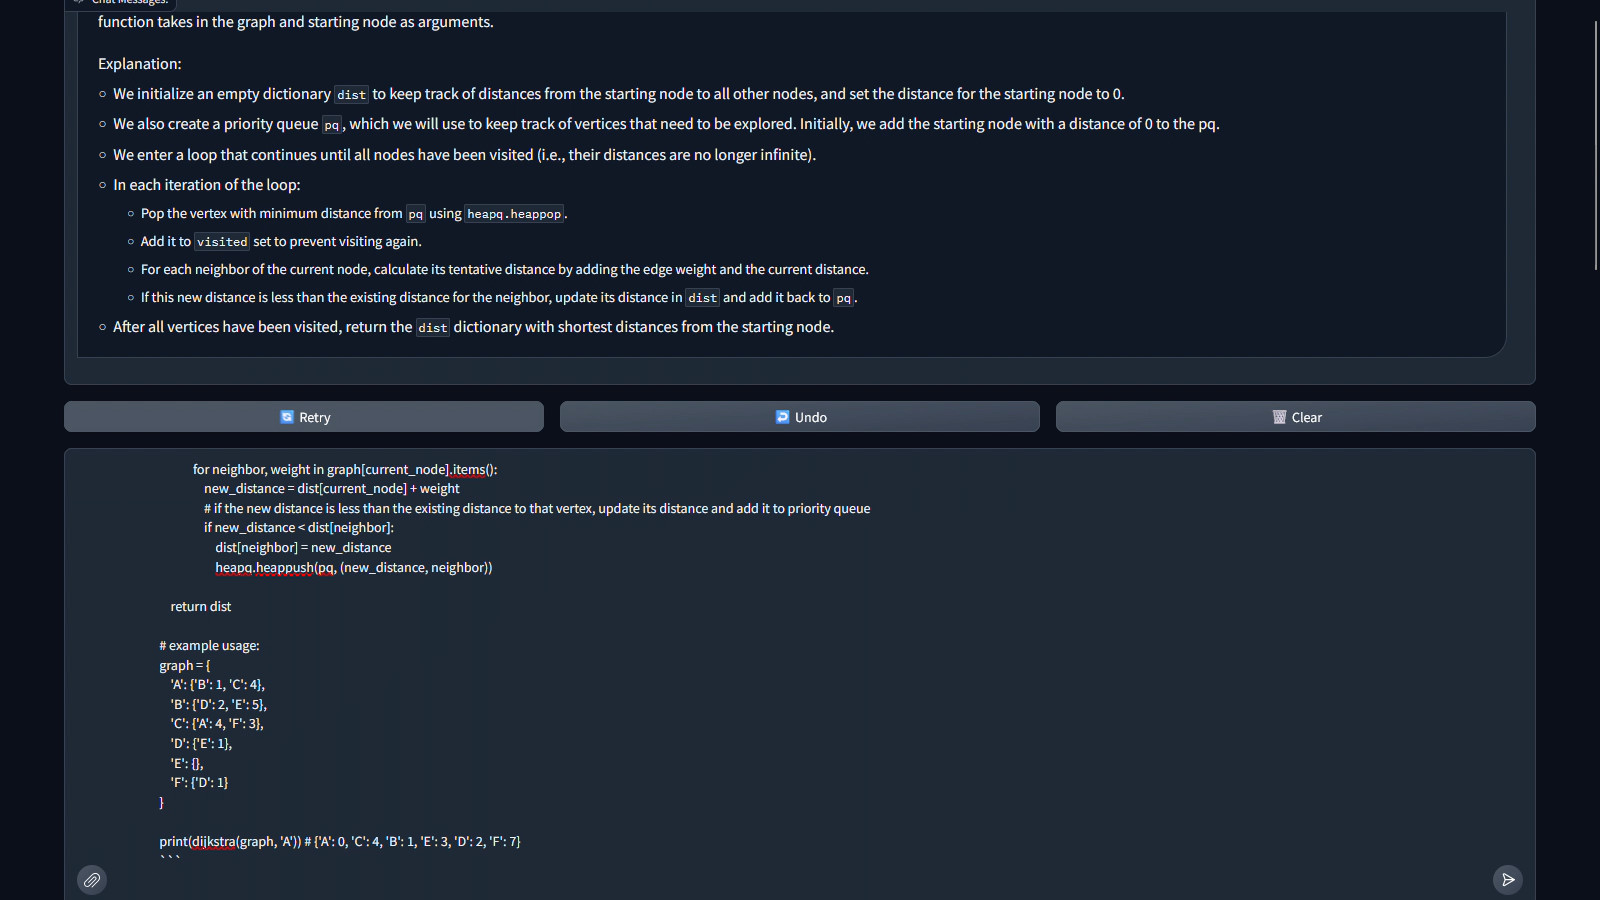 Chat Messages:
function takes in the graph and starting node as arguments.
Explanation:
We initialize an empty dictionary dist to keep track of distances from the starting node to all other nodes, and set the distance for the starting node to 0.
We also create a priority queue pq, which we will use to keep track of vertices that need to be explored. Initially, we add the starting node with a distance of 0 to the pq.
We enter a loop that continues until all nodes have been visited (i.e., their distances are no longer infinite).
In each iteration of the loop:
Pop the vertex with minimum distance from pq using heapq.heappop.
Add it to visited set to prevent visiting again.
For each neighbor of the current node, calculate its tentative distance by adding the edge weight and the current distance.
If this new distance is less than the existing distance for the neighbor, update its distance in dist and add it back to pq.
After all vertices have been visited, return the dist dictionary with shortest distances from the starting node.
Retry Undo Clear
for neighbor, weight in graph[current_node].items():
new_distance = dist[current_node] + weight
# if the new distance is less than the existing distance to that vertex, update its distance and add it to priority queue
if new_distance < dist[neighbor]:
dist[neighbor] = new_distance
heapq.heappush(pq, (new_distance, neighbor))
return dist
# example usage:
graph = {
'A': {'B': 1, 'C': 4},
'B': {'D': 2, 'E': 5},
'C': {'A': 4, 'F': 3},
'D': {'E': 1},
'E': {},
'F': {'D': 1}
}
print(dijkstra(graph, 'A')) # {'A': 0, 'C': 4, 'B': 1, 'E': 3, 'D': 2, 'F': 7}
```